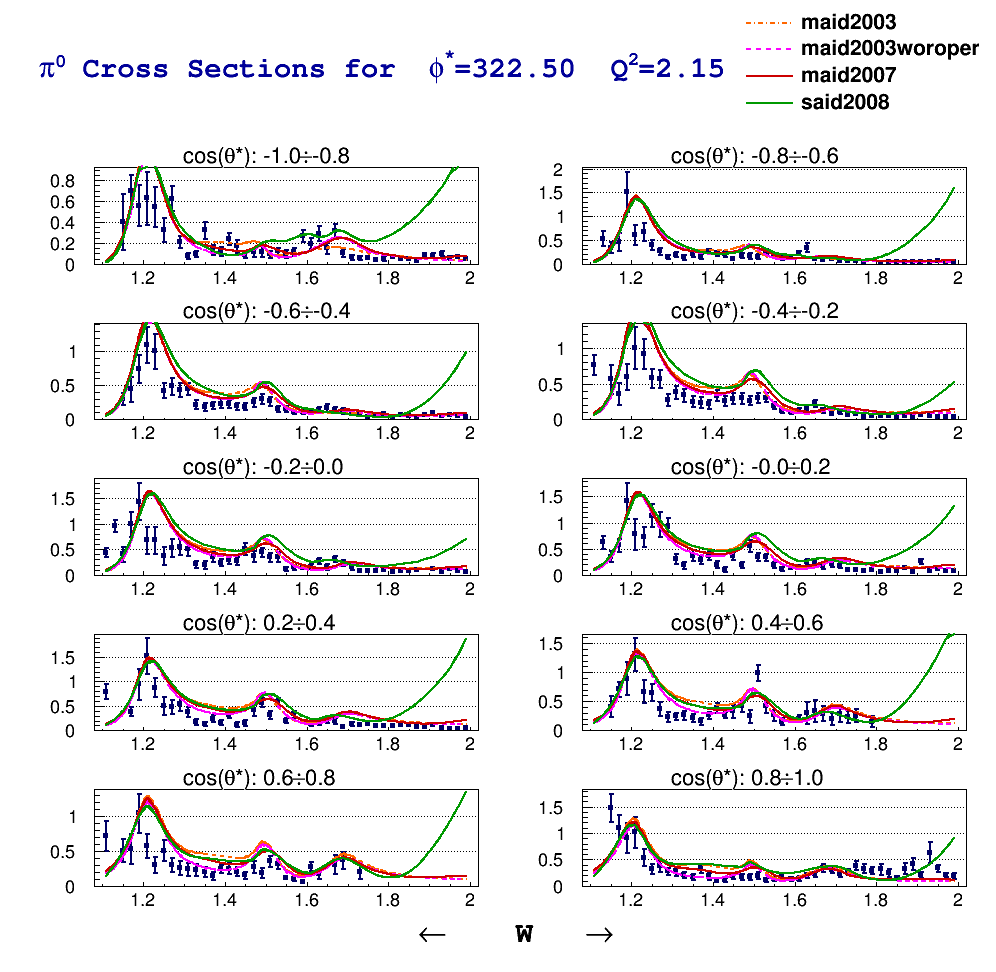 maid2003
maid2003woroper
maid2007
said2008
π⁰ Cross Sections for ϕ*=322.50 Q²=2.15
cos(θ*): -1.0÷-0.8
cos(θ*): -0.8÷-0.6
0.8
0.6
0.4
0.2
0
1.2 1.4 1.6 1.8 2
2
1.5
1
0.5
0
1.2 1.4 1.6 1.8 2
cos(θ*): -0.6÷-0.4
cos(θ*): -0.4÷-0.2
1
0.5
0
1.2 1.4 1.6 1.8 2
1
0.5
0
1.2 1.4 1.6 1.8 2
cos(θ*): -0.2÷0.0
cos(θ*): -0.0÷0.2
1.5
1
0.5
0
1.2 1.4 1.6 1.8 2
1.5
1
0.5
0
1.2 1.4 1.6 1.8 2
cos(θ*): 0.2÷0.4
cos(θ*): 0.4÷0.6
1.5
1
0.5
0
1.2 1.4 1.6 1.8 2
1.5
1
0.5
0
1.2 1.4 1.6 1.8 2
cos(θ*): 0.6÷0.8
cos(θ*): 0.8÷1.0
1
0.5
0
1.2 1.4 1.6 1.8 2
1.5
1
0.5
0
1.2 1.4 1.6 1.8 2
← W →